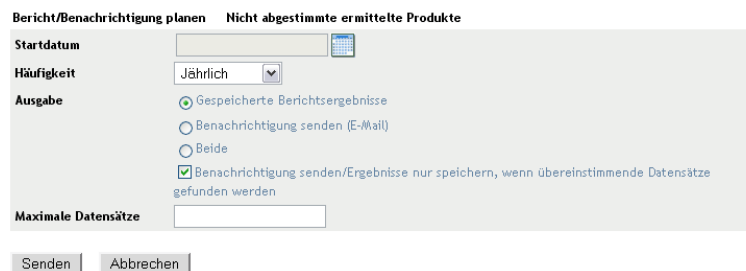 Bericht/Benachrichtigung planen Nicht abgestimmte ermittelte Produkte
Startdatum
Häufigkeit Jährlich
Ausgabe Gespeicherte Berichtsergebnisse
Benachrichtigung senden (E-Mail)
Beide
Benachrichtigung senden/Ergebnisse nur speichern, wenn übereinstimmende Datensätze
gefunden werden
Maximale Datensätze
Senden Abbrechen